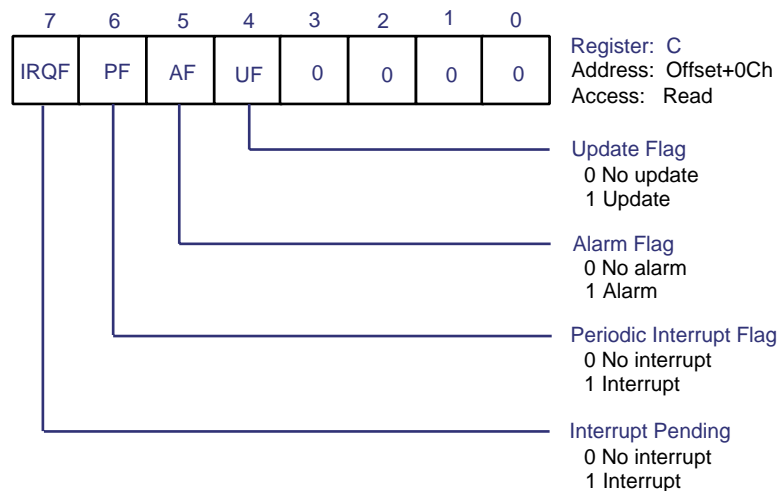 7 6 5 4 3 2 1 0
IRQF PF AF UF 0 0 0 0
Register: C
Address: Offset+0Ch
Access: Read
Update Flag
0 No update
1 Update
Alarm Flag
0 No alarm
1 Alarm
Periodic Interrupt Flag
0 No interrupt
1 Interrupt
Interrupt Pending
0 No interrupt
1 Interrupt